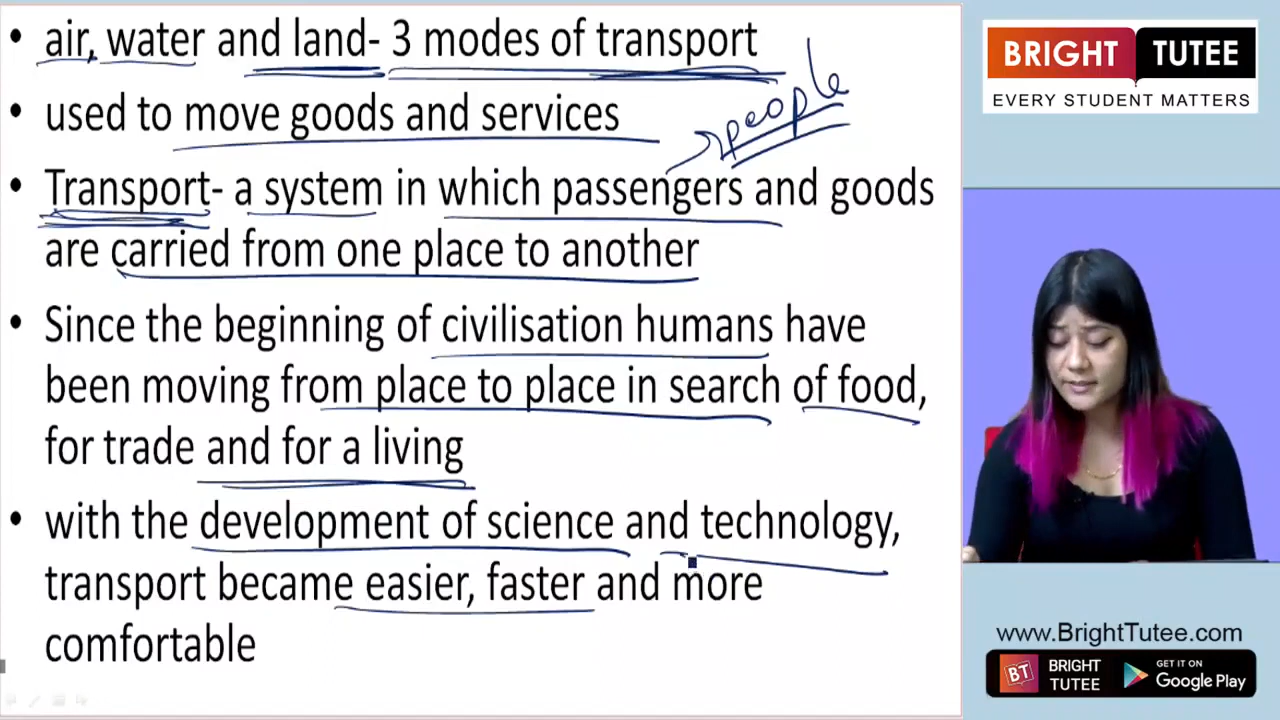 • air, water and land- 3 modes of transport
• used to move goods and services
people
• Transport- a system in which passengers and goods
are carried from one place to another
• Since the beginning of civilisation humans have
been moving from place to place in search of food,
for trade and for a living
• with the development of science and technology,
transport became easier, faster and more
comfortable
BRIGHT TUTEE
EVERY STUDENT MATTERS
www.BrightTutee.com
BT BRIGHT TUTEE
GET IT ON
Google Play